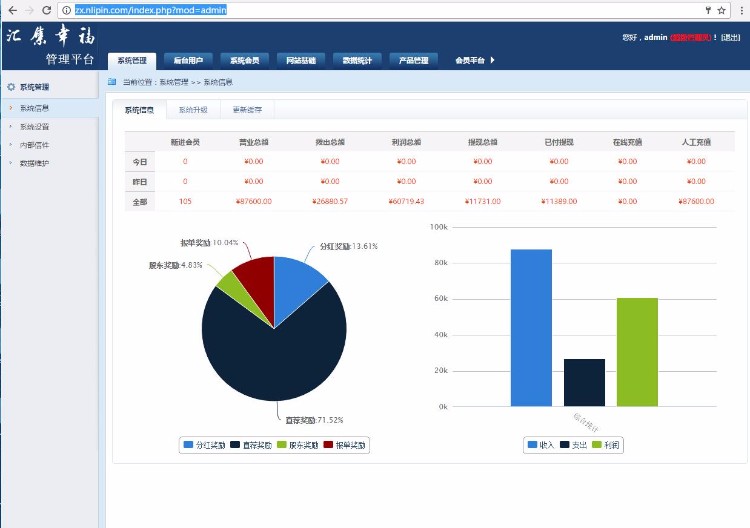 zx.nlipin.com/index.php?mod=admin
汇集幸福
管理平台
您好，admin (超级管理员)！ [退出]
系统管理 后台用户 系统会员 网站基础 数据统计 产品管理 会员平台
系统管理
系统信息
系统设置
内部信件
数据维护
当前位置：系统管理 >> 系统信息
系统信息 系统升级 更新缓存
新进会员 营业总额 拨出总额 利润总额 提现总额 已付提现 在线充值 人工充值
今日 0 ¥0.00 ¥0.00 ¥0.00 ¥0.00 ¥0.00 ¥0.00 ¥0.00
昨日 0 ¥0.00 ¥0.00 ¥0.00 ¥0.00 ¥0.00 ¥0.00 ¥0.00
全部 105 ¥87600.00 ¥26880.57 ¥60719.43 ¥11731.00 ¥11389.00 ¥0.00 ¥87600.00
报单奖励:10.04%
分红奖励:13.61%
股东奖励:4.83%
直荐奖励:71.52%
分红奖励 直荐奖励 股东奖励 报单奖励
100k
80k
60k
40k
20k
0k
综合统计
收入 支出 利润